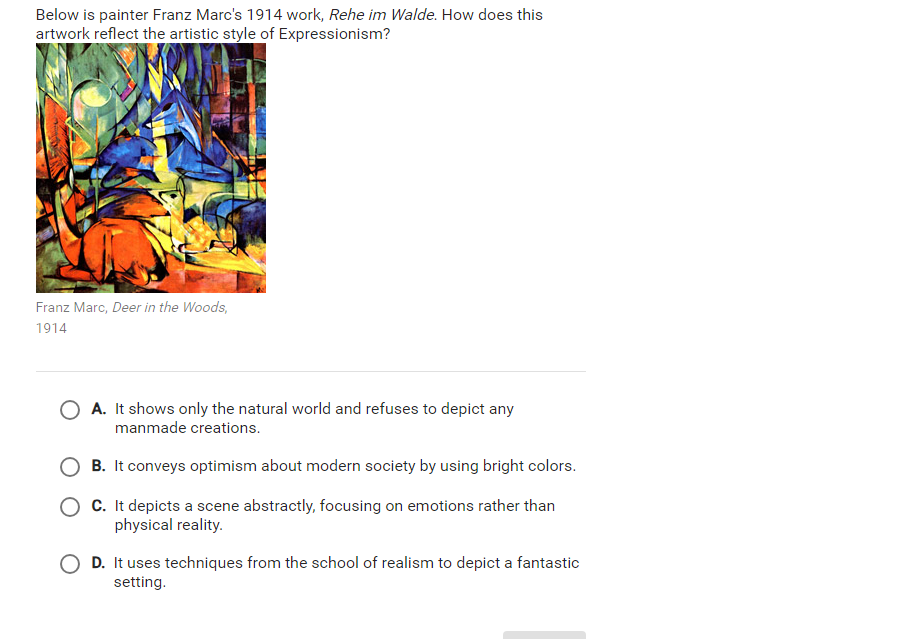 Below is painter Franz Marc's 1914 work, Rehe im Walde. How does this
artwork reflect the artistic style of Expressionism?
Franz Marc, Deer in the Woods,
1914
A. It shows only the natural world and refuses to depict any
manmade creations.
B. It conveys optimism about modern society by using bright colors.
C. It depicts a scene abstractly, focusing on emotions rather than
physical reality.
D. It uses techniques from the school of realism to depict a fantastic
setting.